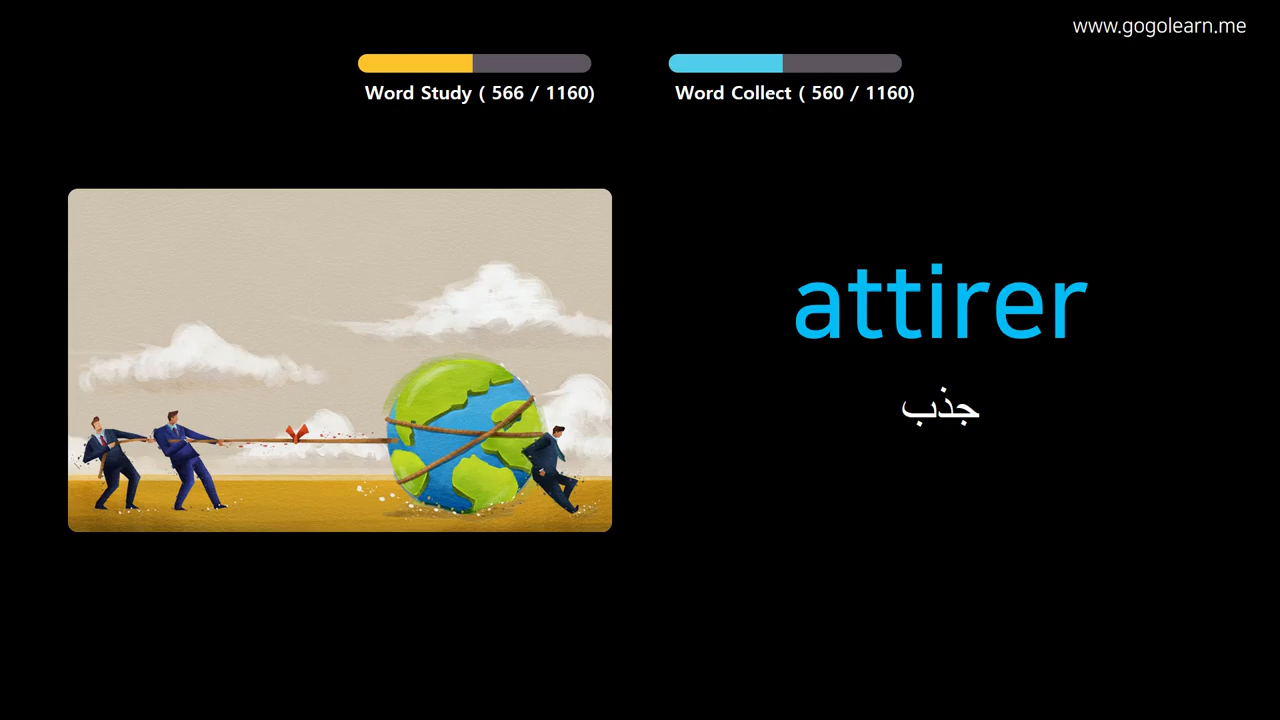 www.gogolearn.me
Word Study ( 566 / 1160)
Word Collect ( 560 / 1160)
attirer
جذب